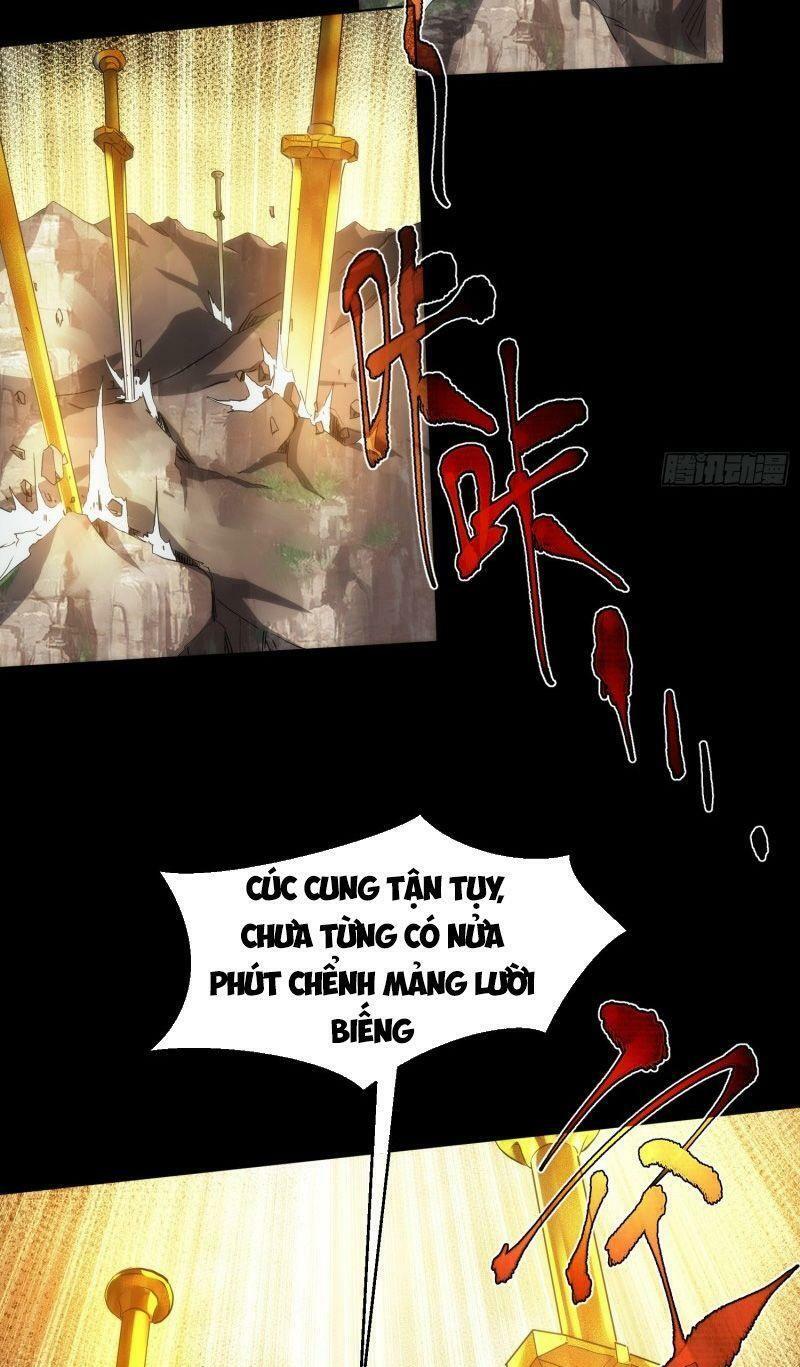 咔
咔
腾讯动漫
CÚC CUNG TẬN TỤY,
CHƯA TỪNG CÓ NỬA
PHÚT CHỂNH MẢNG LƯỜI
BIẾNG